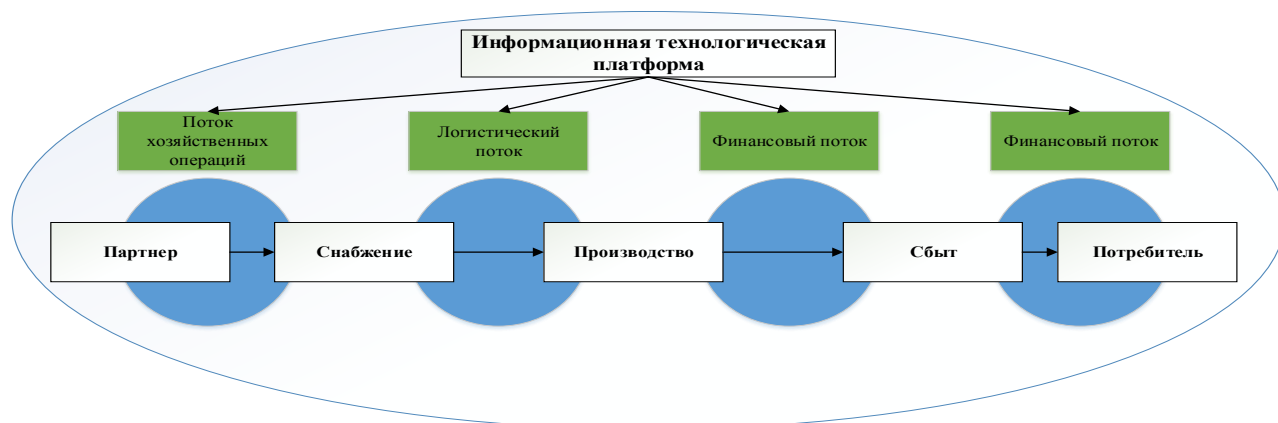 Информационная технологическая
платформа
Поток
хозяйственных
операций
Логистический
поток
Финансовый поток
Финансовый поток
Партнер
Снабжение
Производство
Сбыт
Потребитель